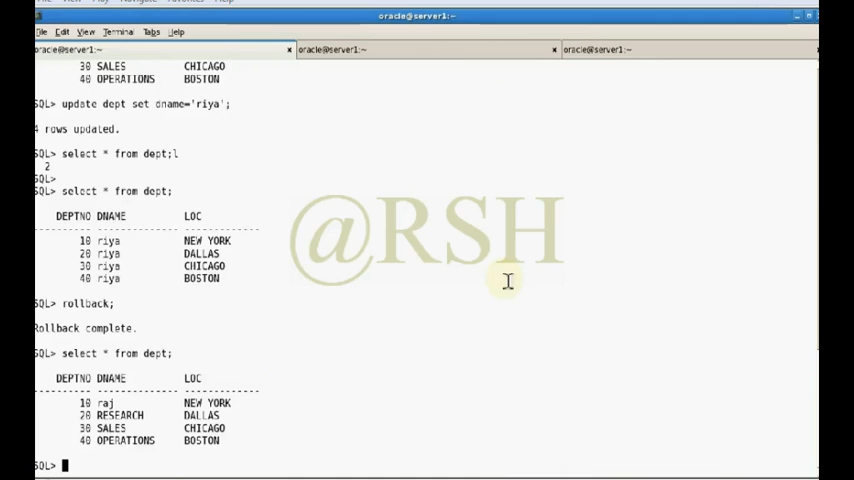 oracle@server1:~
File Edit View Terminal Tabs Help
oracle@server1:~ × oracle@server1:~ × oracle@server1:~
30 SALES CHICAGO
40 OPERATIONS BOSTON
SQL> update dept set dname='riya';
4 rows updated.
SQL> select * from dept;l
2
SQL>
SQL> select * from dept;
DEPTNO DNAME LOC
---------- -------------- -------------
10 riya NEW YORK
20 riya DALLAS
30 riya CHICAGO
40 riya BOSTON
SQL> rollback;
Rollback complete.
SQL> select * from dept;
DEPTNO DNAME LOC
---------- -------------- -------------
10 raj NEW YORK
20 RESEARCH DALLAS
30 SALES CHICAGO
40 OPERATIONS BOSTON
SQL>
@RSH